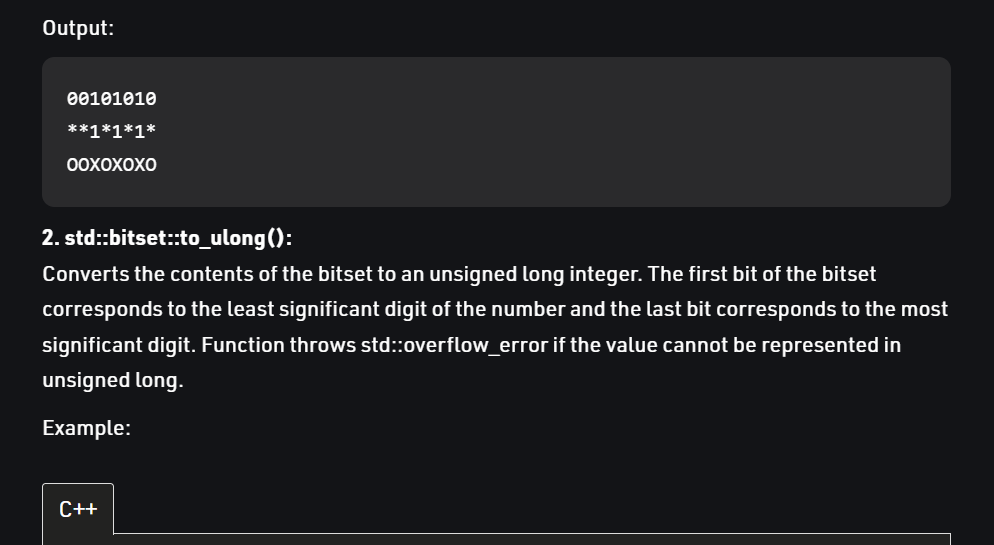 Output:
00101010
**1*1*1*
OOXOXOXO
2. std::bitset::to_ulong():
Converts the contents of the bitset to an unsigned long integer. The first bit of the bitset
corresponds to the least significant digit of the number and the last bit corresponds to the most
significant digit. Function throws std::overflow_error if the value cannot be represented in
unsigned long.
Example:
C++